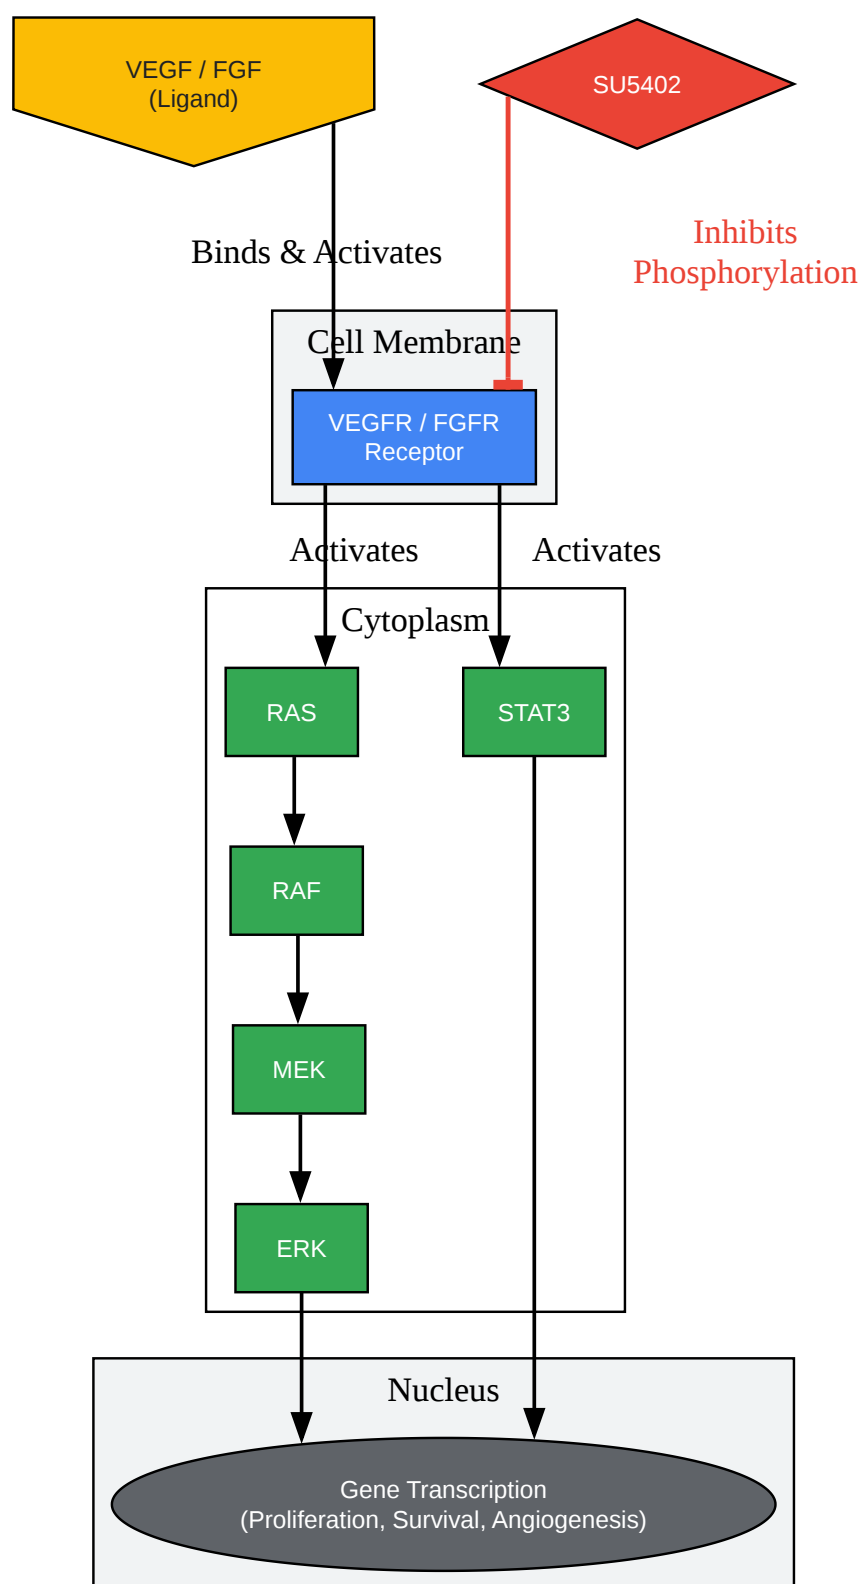 VEGF / FGF
(Ligand)
SU5402
Binds & Activates
Inhibits
Phosphorylation
Cell Membrane
VEGFR / FGFR
Receptor
Activates
Activates
Cytoplasm
RAS
STAT3
RAF
MEK
ERK
Nucleus
Gene Transcription
(Proliferation, Survival, Angiogenesis)